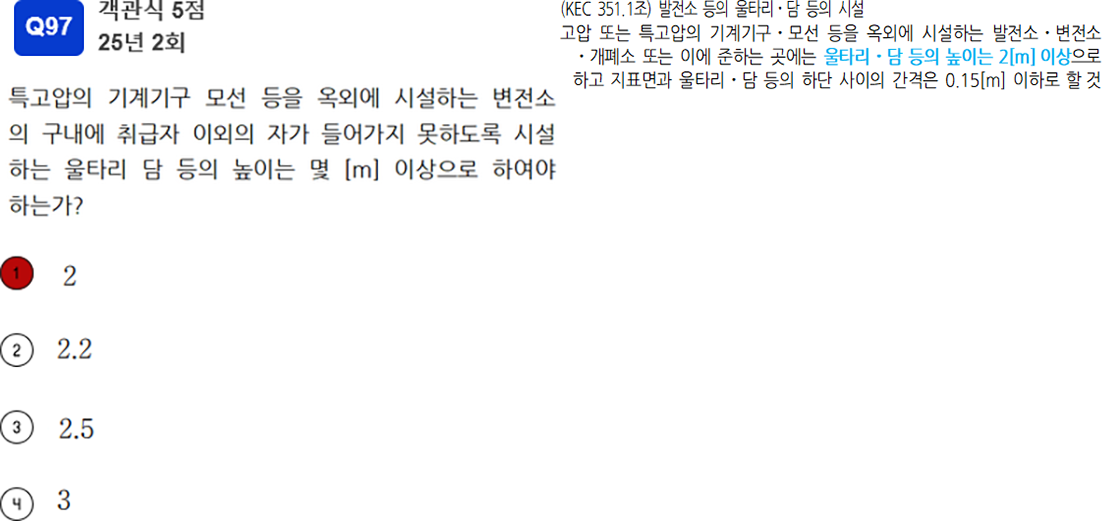 Q97
객관식 5점
25년 2회
특고압의 기계기구 모선 등을 옥외에 시설하는 변전소
의 구내에 취급자 이외의 자가 들어가지 못하도록 시설
하는 울타리 담 등의 높이는 몇 [m] 이상으로 하여야
하는가?
1 2
2 2.2
3 2.5
4 3
(KEC 351.1조) 발전소 등의 울타리・담 등의 시설
고압 또는 특고압의 기계기구・모선 등을 옥외에 시설하는 발전소・변전소
・개폐소 또는 이에 준하는 곳에는 울타리・담 등의 높이는 2[m] 이상으로
하고 지표면과 울타리・담 등의 하단 사이의 간격은 0.15[m] 이하로 할 것